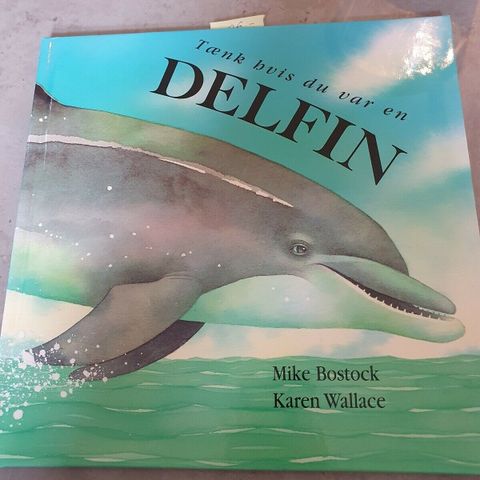 Tænk hvis du var en
DELFIN
Mike Bostock
Karen Wallace